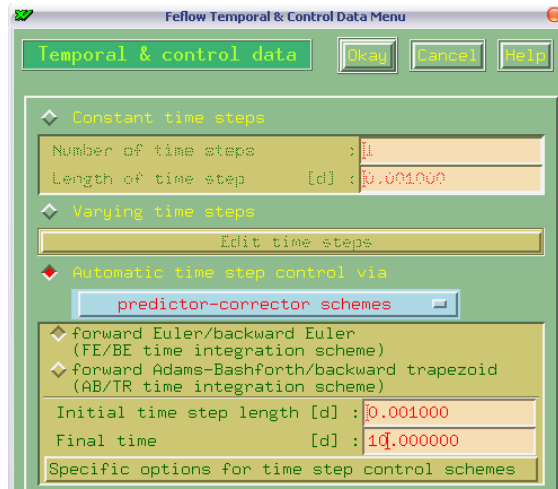 Feflow Temporal & Control Data Menu
Temporal & control data
Okay
Cancel
Help
Constant time steps
Number of time steps : 1
Length of time step [d] : 0.001000
Varying time steps
Edit time steps
Automatic time step control via
predictor-corrector schemes
forward Euler/backward Euler
(FE/BE time integration scheme)
forward Adams-Bashforth/backward trapezoid
(AB/TR time integration scheme)
Initial time step length [d] : 0.001000
Final time [d] : 10.000000
Specific options for time step control schemes